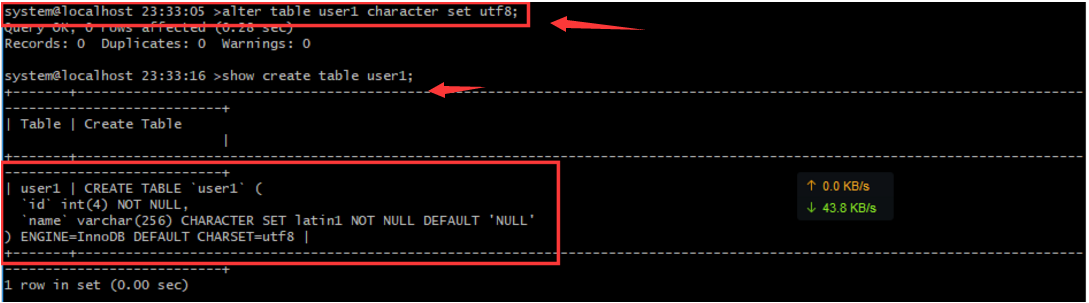 system@localhost 23:33:05 >alter table user1 character set utf8;
Query OK, 0 rows affected (0.28 sec)
Records: 0  Duplicates: 0  Warnings: 0
system@localhost 23:33:16 >show create table user1;
+-------+-----------------------------------------------------------------------------------------------------------------------------
---------------------------+
| Table | Create Table
                           |
+-------+-----------------------------------------------------------------------------------------------------------------------------
---------------------------+
| user1 | CREATE TABLE `user1` (
  `id` int(4) NOT NULL,
  `name` varchar(256) CHARACTER SET latin1 NOT NULL DEFAULT 'NULL'
) ENGINE=InnoDB DEFAULT CHARSET=utf8 |
+-------+-----------------------------------------------------------------------------------------------------------------------------
---------------------------+
1 row in set (0.00 sec)
↑ 0.0 KB/s
↓ 43.8 KB/s